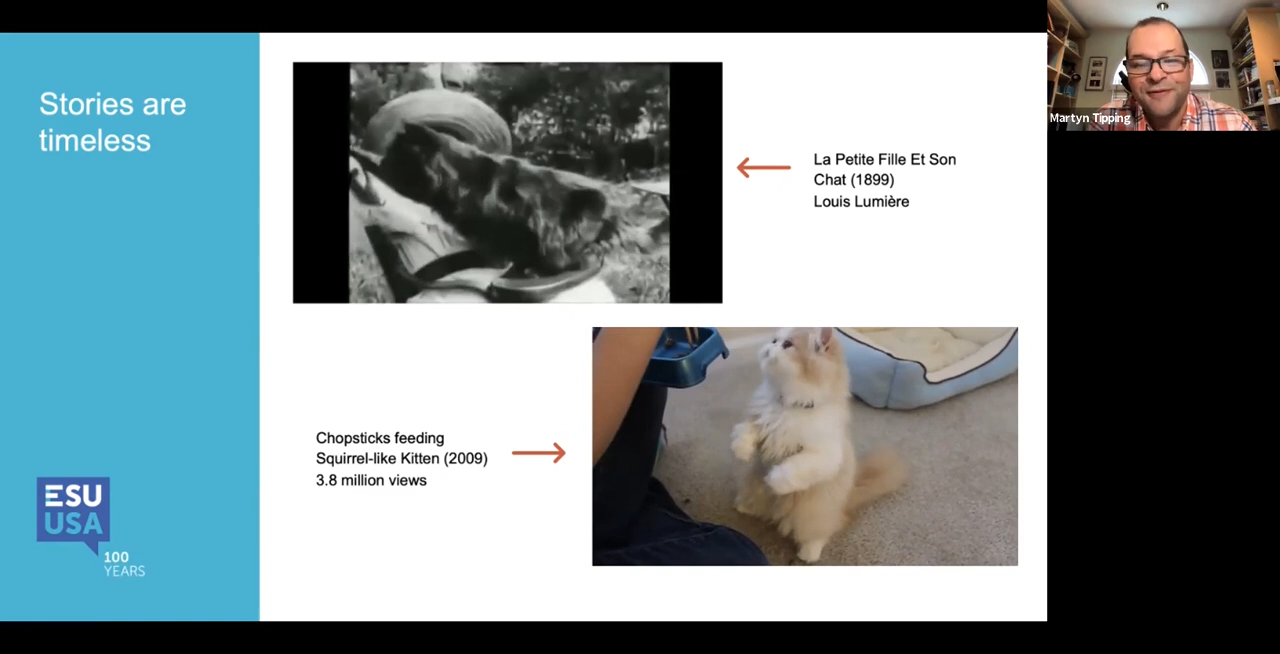 Stories are
timeless
La Petite Fille Et Son
Chat (1899)
Louis Lumière
Martyn Tipping
Chopsticks feeding
Squirrel-like Kitten (2009)
3.8 million views
ESU
USA
100
YEARS